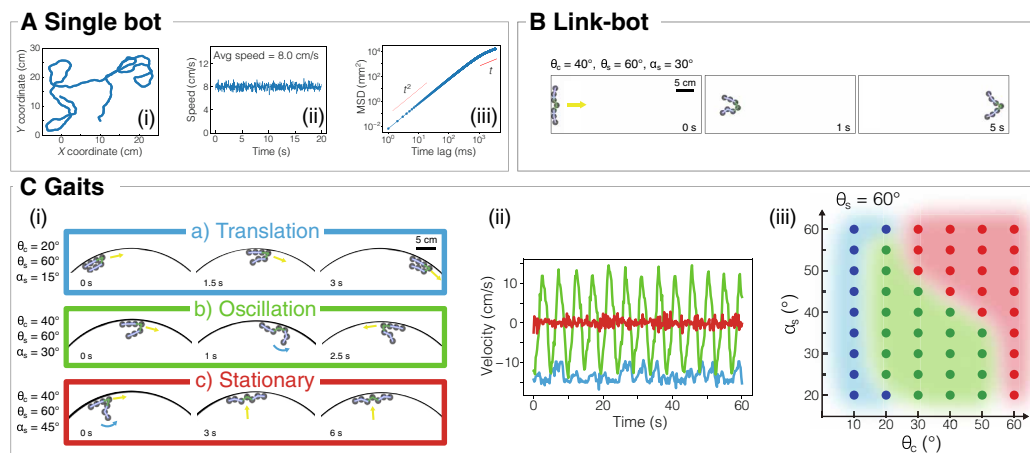 A Single bot
Y coordinate (cm)
30
20
10
0
0
10
20
X coordinate (cm)
(i)
Avg speed = 8.0 cm/s
Speed (cm/s)
12
8
4
0
0
5
10
15
20
Time (s)
(ii)
MSD (mm²)
10⁴
10²
10⁰
10⁻²
t²
t
10⁰
10¹
10²
10³
Time lag (ms)
(iii)
B Link-bot
θc = 40°, θs = 60°, αs = 30°
5 cm
0 s
1 s
5 s
C Gaits
(i)
a) Translation
θc = 20°
θs = 60°
αs = 15°
5 cm
0 s
1.5 s
3 s
b) Oscillation
θc = 40°
θs = 60°
αs = 30°
0 s
1 s
2.5 s
c) Stationary
θc = 40°
θs = 60°
αs = 45°
0 s
3 s
6 s
(ii)
Velocity (cm/s)
10
0
−10
0
20
40
60
Time (s)
(iii)
θs = 60°
αs (°)
60
50
40
30
20
10
20
30
40
50
60
θc (°)